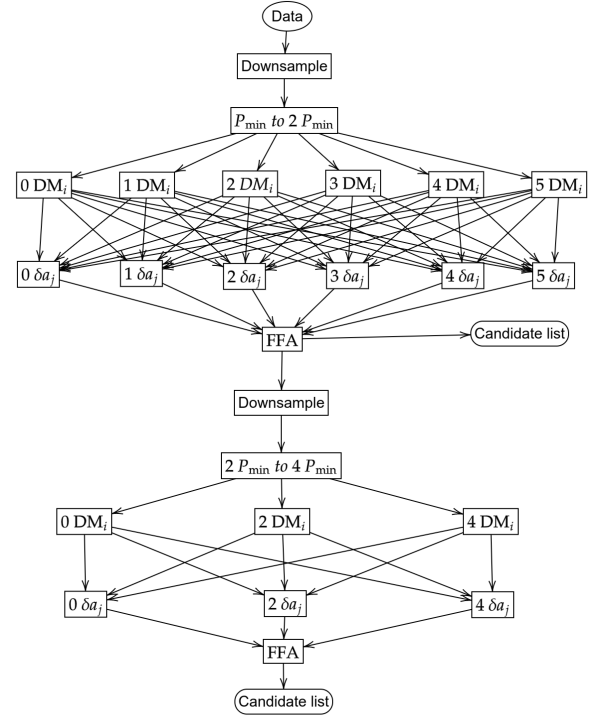 Data
Downsample
P_min to 2 P_min
0 DM_i 1 DM_i 2 DM_i 3 DM_i 4 DM_i 5 DM_i
0 δa_j 1 δa_j 2 δa_j 3 δa_j 4 δa_j 5 δa_j
FFA Candidate list
Downsample
2 P_min to 4 P_min
0 DM_i 2 DM_i 4 DM_i
0 δa_j 2 δa_j 4 δa_j
FFA
Candidate list